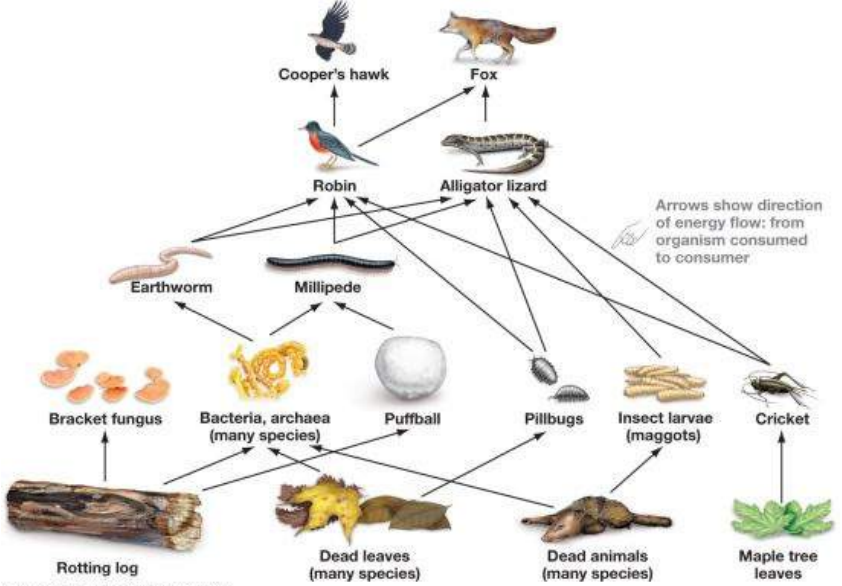 Cooper's hawk
Fox
Robin
Alligator lizard
Arrows show direction
of energy flow: from
organism consumed
to consumer
Earthworm
Millipede
Bracket fungus
Bacteria, archaea
(many species)
Puffball
Pillbugs
Insect larvae
(maggots)
Cricket
Rotting log
Dead leaves
(many species)
Dead animals
(many species)
Maple tree
leaves